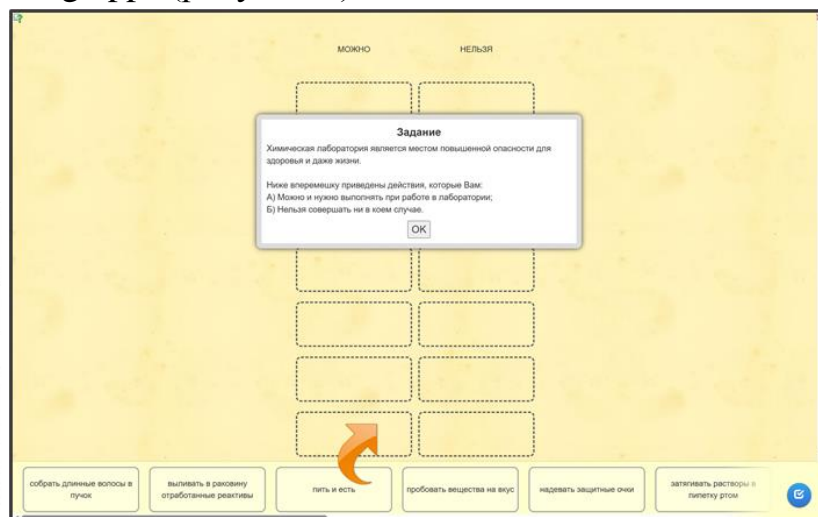 МОЖНО НЕЛЬЗЯ
Задание
Химическая лаборатория является местом повышенной опасности для
здоровья и даже жизни.
Ниже вперемешку приведены действия, которые Вам:
А) Можно и нужно выполнять при работе в лаборатории;
Б) Нельзя совершать ни в коем случае.
OK
собрать длинные волосы в
пучок
выливать в раковину
отработанные реактивы
пить и есть
пробовать вещества на вкус
надевать защитные очки
затягивать растворы в
пипетку ртом